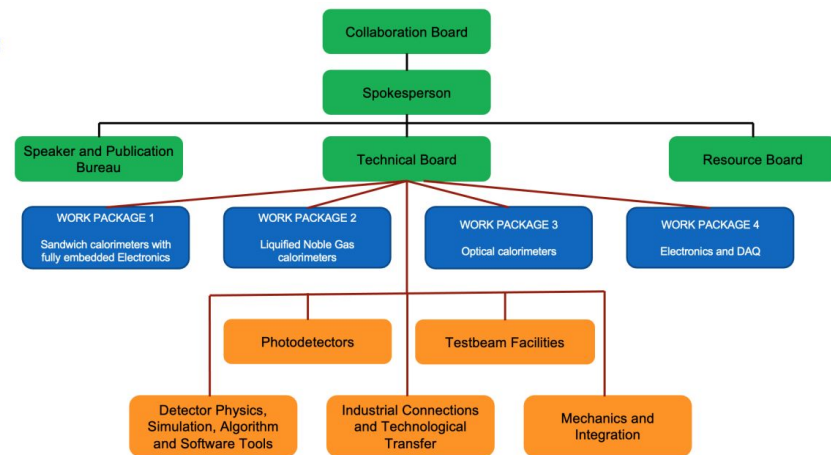 Collaboration Board
Spokesperson
Speaker and Publication
Bureau
Technical Board
Resource Board
WORK PACKAGE 1
Sandwich calorimeters with
fully embedded Electronics
WORK PACKAGE 2
Liquified Noble Gas
calorimeters
WORK PACKAGE 3
Optical calorimeters
WORK PACKAGE 4
Electronics and DAQ
Photodetectors
Testbeam Facilities
Detector Physics,
Simulation, Algorithm
and Software Tools
Industrial Connections
and Technological
Transfer
Mechanics and
Integration